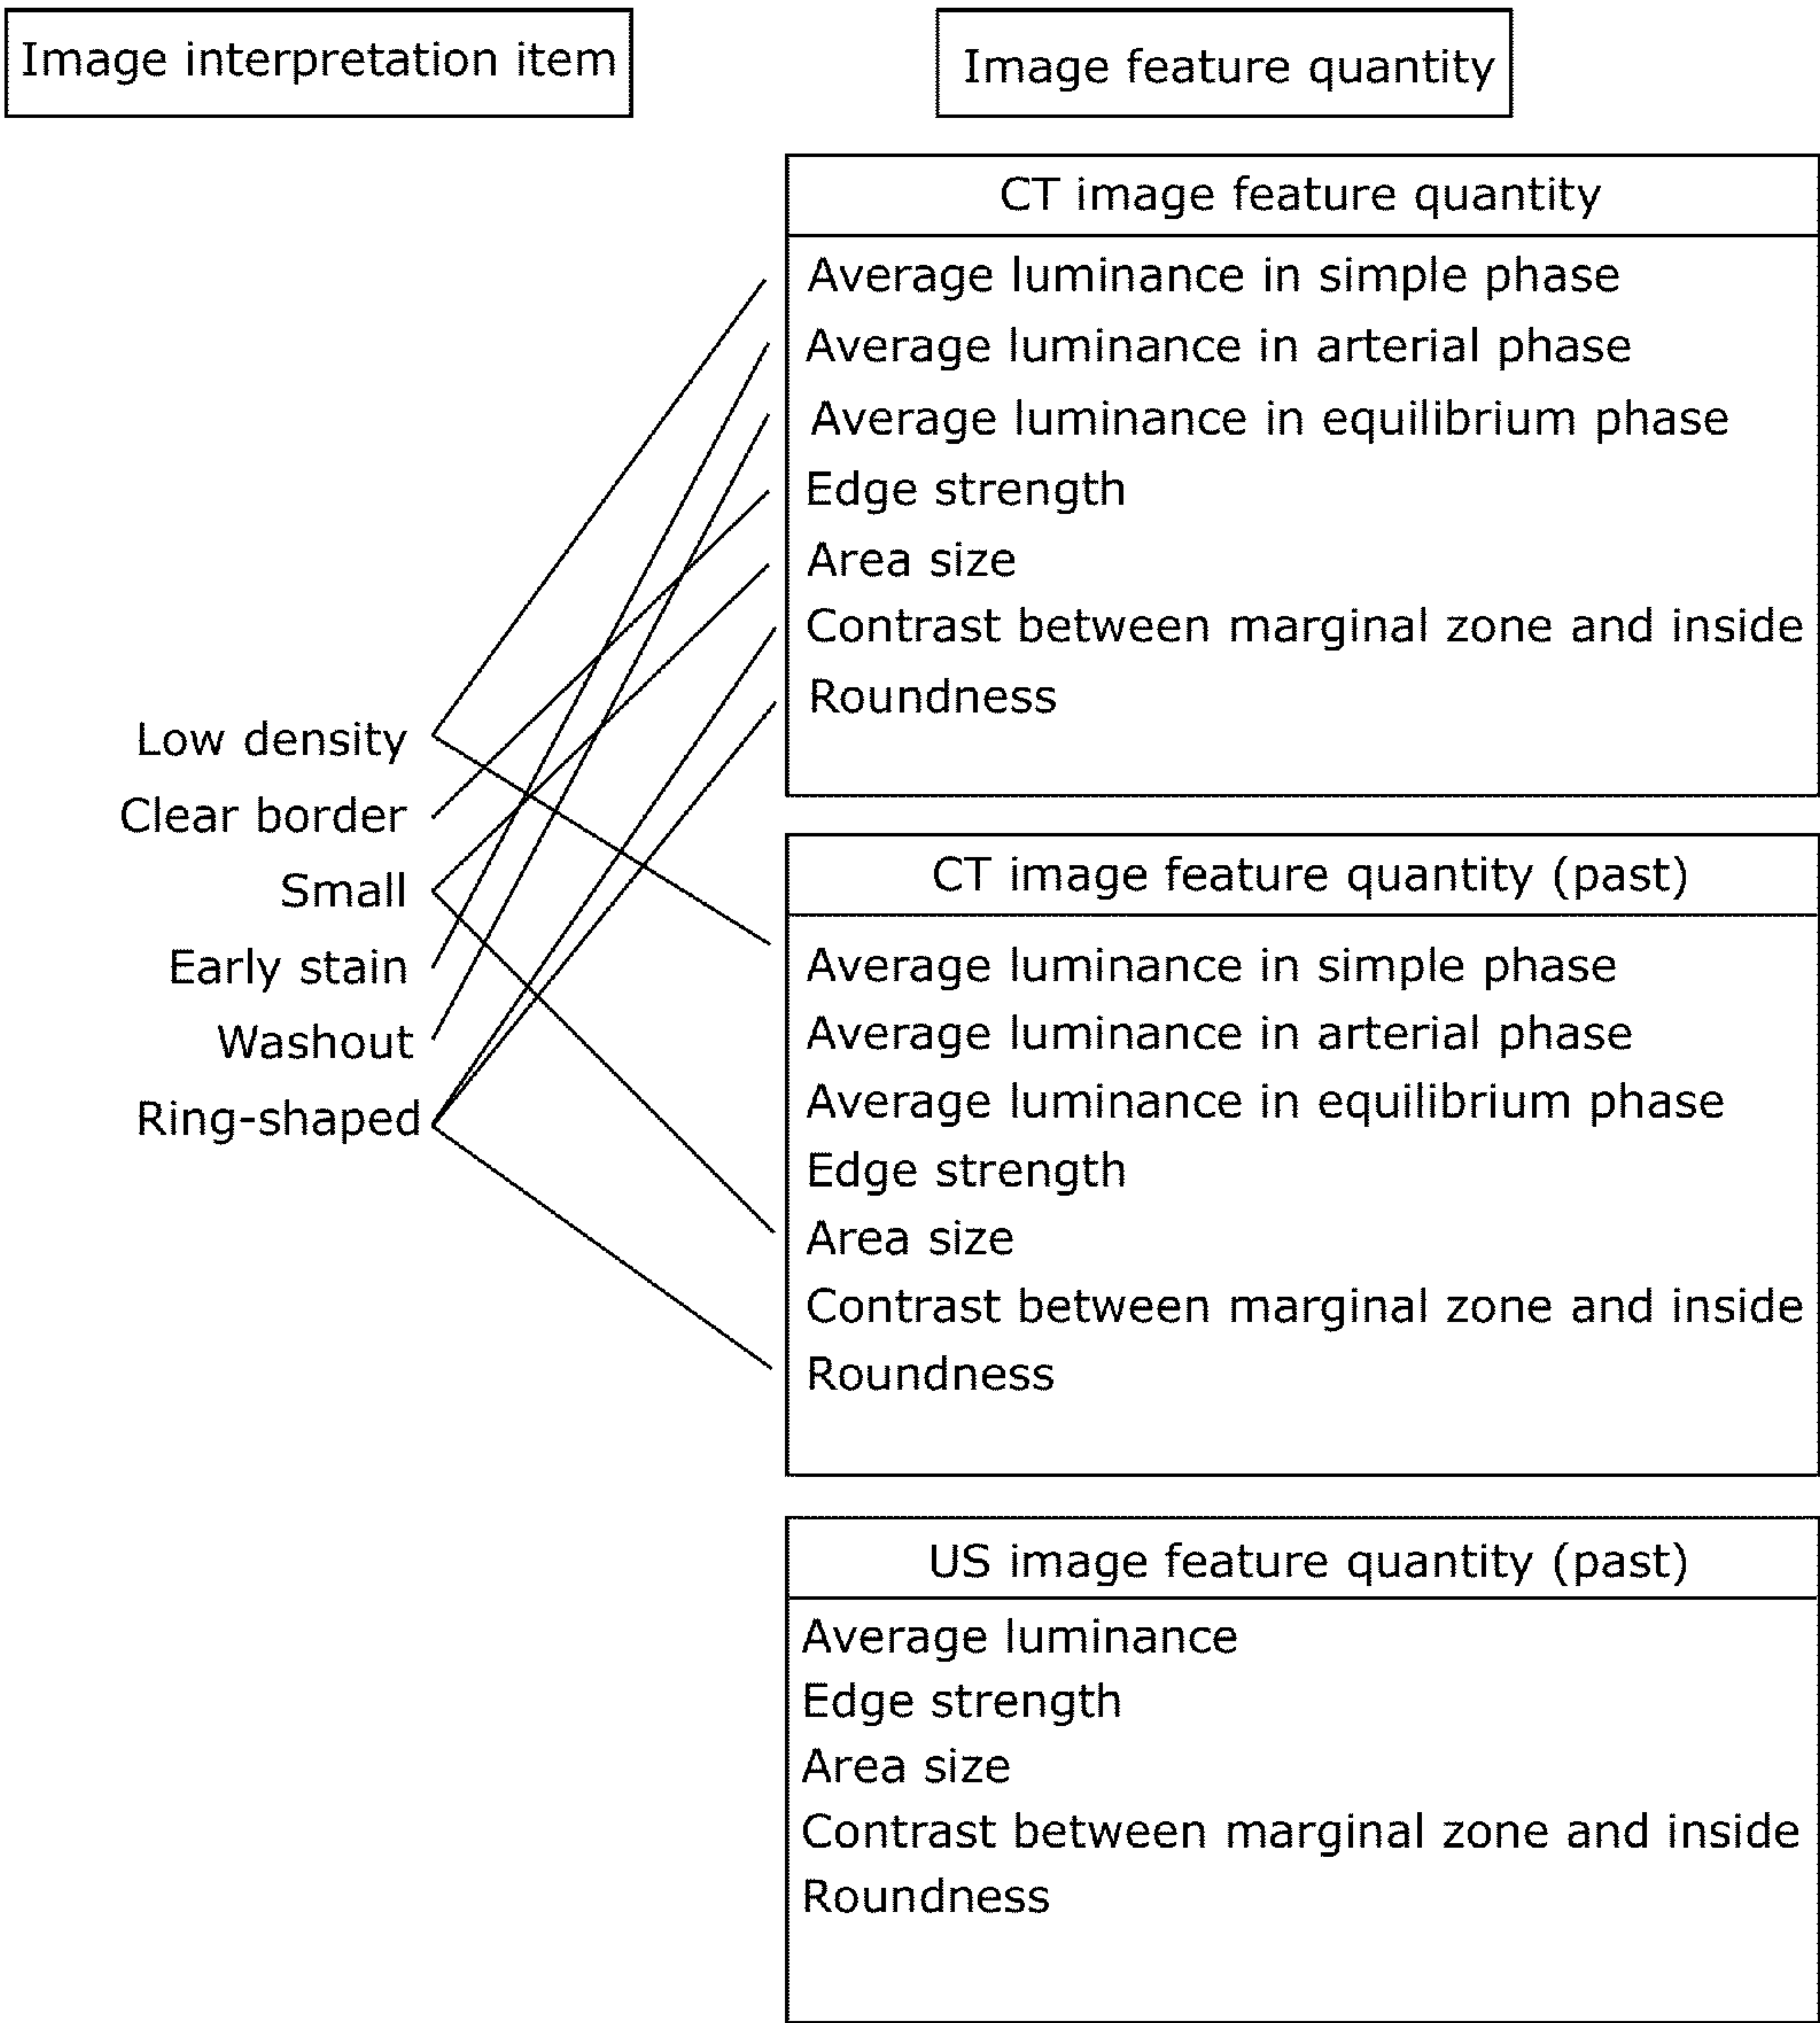 Image interpretation item
Image feature quantity
CT image feature quantity
Average luminance in simple phase
Average luminance in arterial phase
Average luminance in equilibrium phase
Edge strength
Area size
Contrast between marginal zone and inside
Roundness
Low density
Clear border
Small
Early stain
Washout
Ring-shaped
CT image feature quantity (past)
Average luminance in simple phase
Average luminance in arterial phase
Average luminance in equilibrium phase
Edge strength
Area size
Contrast between marginal zone and inside
Roundness
US image feature quantity (past)
Average luminance
Edge strength
Area size
Contrast between marginal zone and inside
Roundness